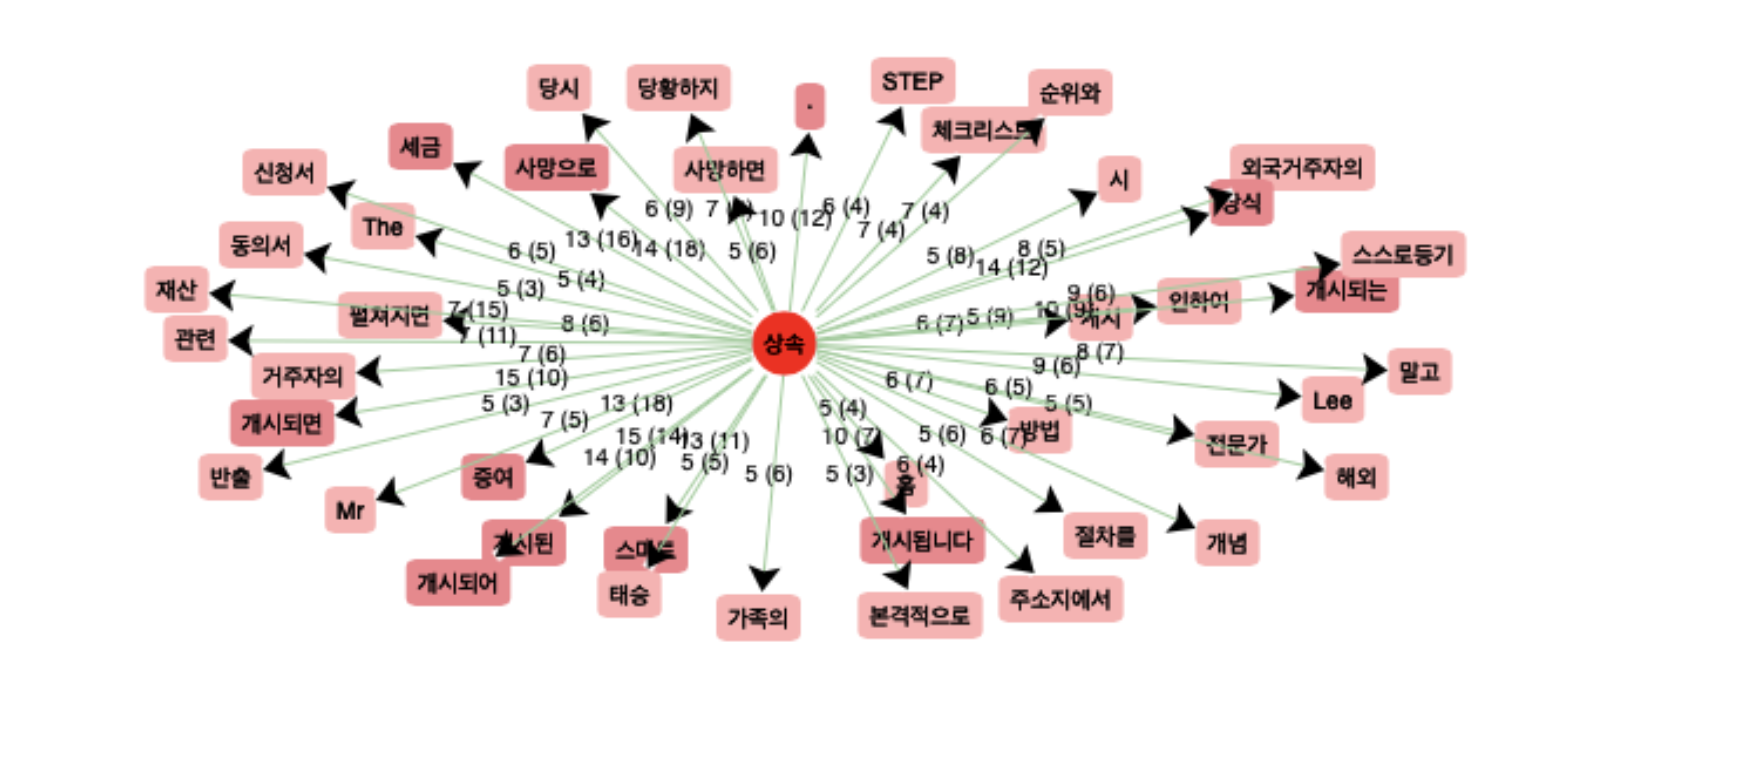 STEP
당시
당황하지
순위와
.
체크리스트
세금
사망으로
사망하면
외국거주자의
신청서
시
The
6 (9)
10 (12)
6 (4)
7 (4)
7 (4)
동의서
13 (16)
14 (18)
5 (6)
6 (5)
5 (8)
8 (5)
14 (12)
스스로등기
재산
5 (3)
5 (4)
9 (6)
개시되는
펼쳐지면
7 (15)
8 (6)
6 (7)
5 (9)
인하여
관련
7 (11)
상속
7 (6)
8 (7)
거주자의
15 (10)
9 (6)
말고
6 (7)
6 (5)
개시되면
5 (3)
13 (18)
5 (4)
5 (5)
Lee
7 (5)
15 (14)
13 (11)
10 (7)
5 (6)
6 (7)
방법
전문가
반출
14 (10)
5 (5)
5 (6)
5 (3)
6 (4)
증여
홈
해외
Mr
개시된
스마트
개시됩니다
절차를
개념
개시되어
태승
가족의
본격적으로
주소지에서